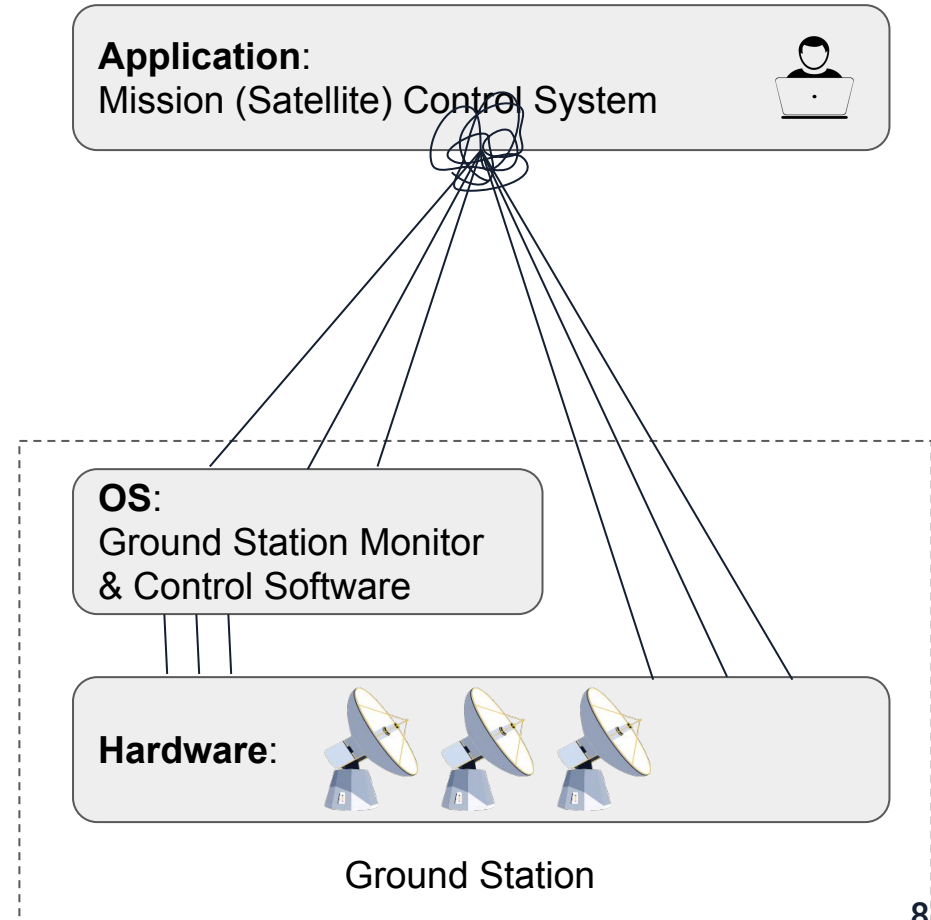 Application:
Mission (Satellite) Control System
OS:
Ground Station Monitor
& Control Software
Hardware:
Ground Station
8